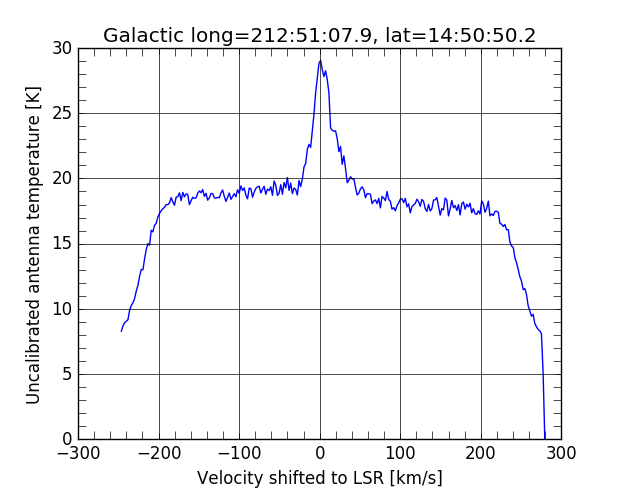 Galactic long=212:51:07.9, lat=14:50:50.2
30
25
20
15
10
5
0
−300 −200 −100 0 100 200 300
Velocity shifted to LSR [km/s]
Uncalibrated antenna temperature [K]